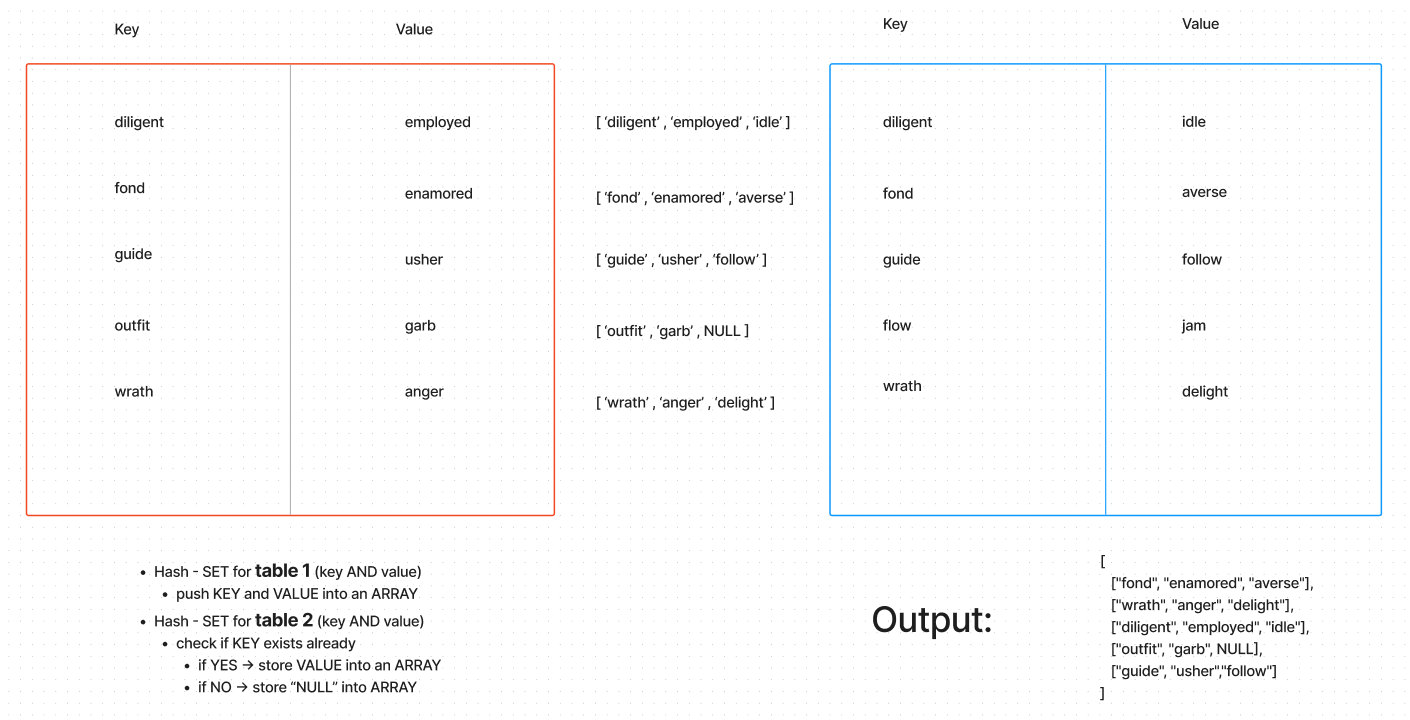 Key Value Key Value
diligent employed [ ‘diligent’ , ‘employed’ , ‘idle’ ] diligent idle
fond enamored [ ‘fond’ , ‘enamored’ , ‘averse’ ] fond averse
guide usher [ ‘guide’ , ‘usher’ , ‘follow’ ] guide follow
outfit garb [ ‘outfit’ , ‘garb’ , NULL ] flow jam
wrath anger [ ‘wrath’ , ‘anger’ , ‘delight’ ] wrath delight
• Hash - SET for table 1 (key AND value)
• push KEY and VALUE into an ARRAY
• Hash - SET for table 2 (key AND value)
• check if KEY exists already
• if YES → store VALUE into an ARRAY
• if NO → store “NULL” into ARRAY
Output:
[
["fond", "enamored", "averse"],
["wrath", "anger", "delight"],
["diligent", "employed", "idle"],
["outfit", "garb", NULL],
["guide", "usher","follow"]
]